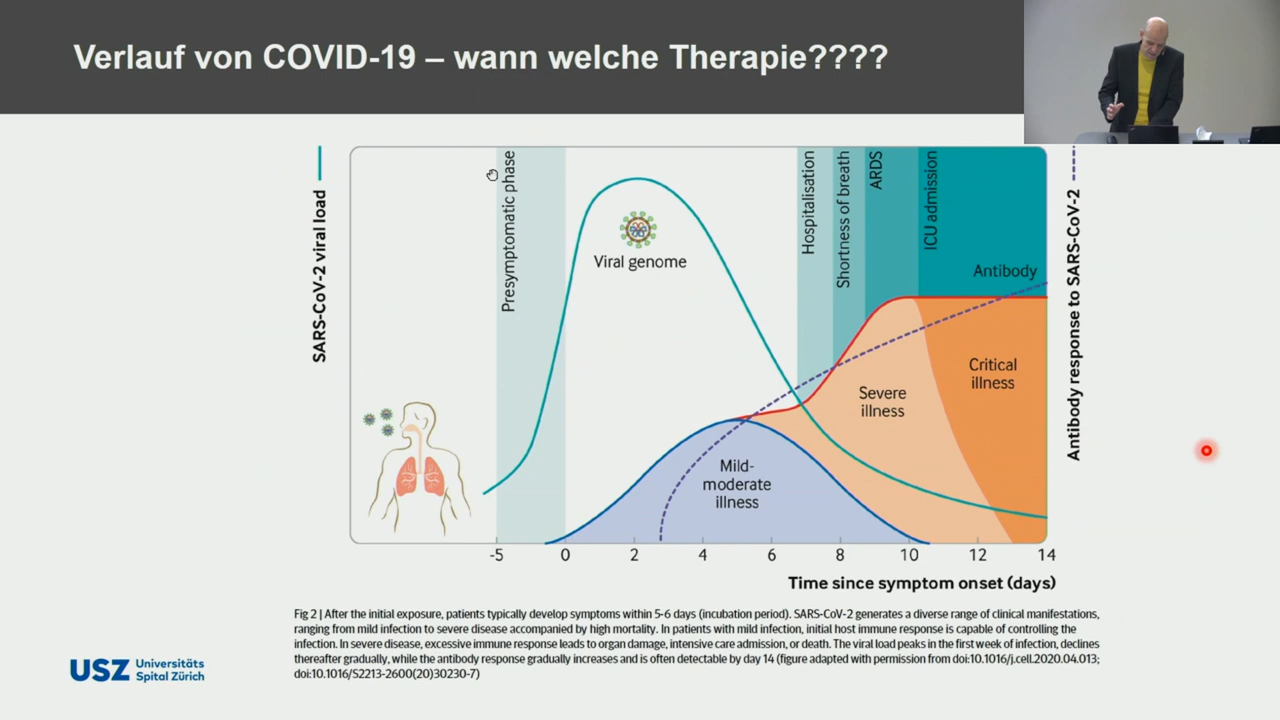 Verlauf von COVID-19 – wann welche Therapie????
SARS-CoV-2 viral load
Presymptomatic phase
Viral genome
Hospitalisation
Shortness of breath
ARDS
ICU admission
Antibody
Critical
illness
Severe
illness
Mild-
moderate
illness
Antibody response to SARS-CoV-2
-5 0 2 4 6 8 10 12 14
Time since symptom onset (days)
Fig 2 | After the initial exposure, patients typically develop symptoms within 5-6 days (incubation period). SARS-CoV-2 generates a diverse range of clinical manifestations,
ranging from mild infection to severe disease accompanied by high mortality. In patients with mild infection, initial host immune response is capable of controlling the
infection. In severe disease, excessive immune response leads to organ damage, intensive care admission, or death. The viral load peaks in the first week of infection, declines
thereafter gradually, while the antibody response gradually increases and is often detectable by day 14 (figure adapted with permission from doi:10.1016/j.cell.2020.04.013;
doi:10.1016/S2213-2600(20)30230-7)
USZ Universitäts
Spital Zürich